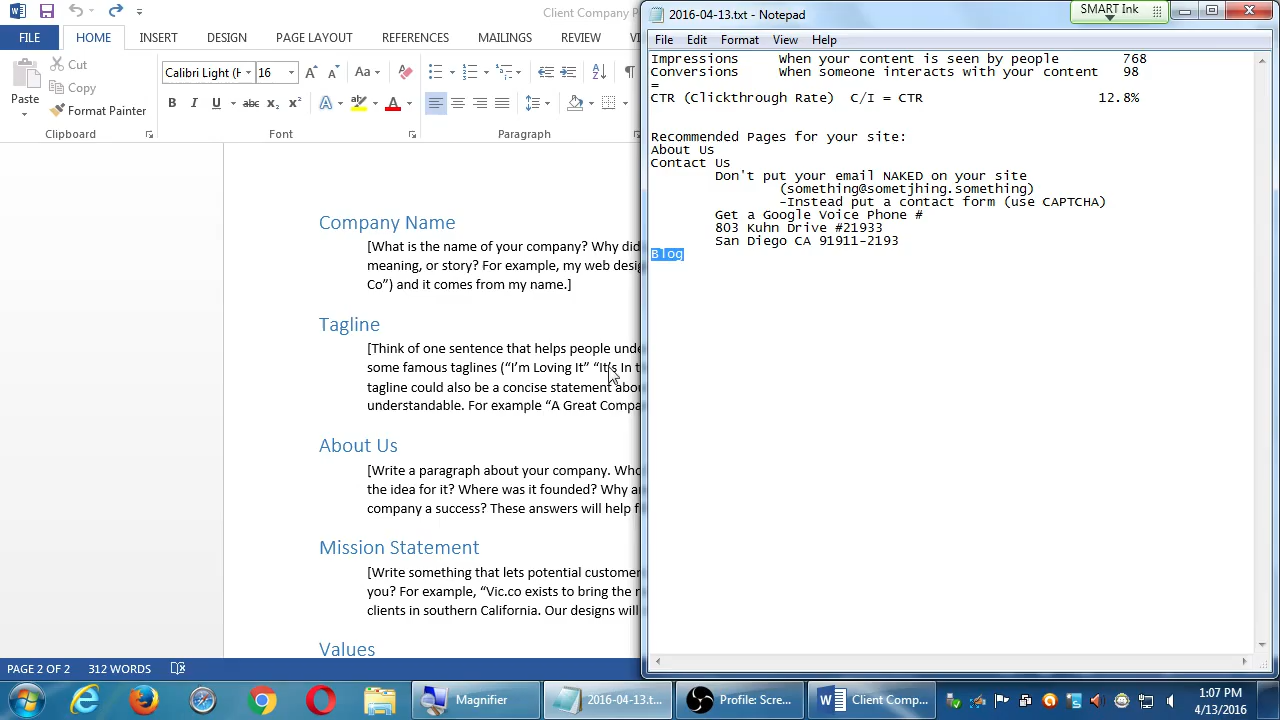 Client Company P
FILE HOME INSERT DESIGN PAGE LAYOUT REFERENCES MAILINGS REVIEW
Cut
Copy
Format Painter
Paste
Clipboard
Calibri Light (H 16
Aa
B I U abc X₂ X²
Font
Paragraph
Company Name
[What is the name of your company? Why did
meaning, or story? For example, my web desig
Co”) and it comes from my name.]
Tagline
[Think of one sentence that helps people unde
some famous taglines (“I’m Loving It” “It’s In t
tagline could also be a concise statement abou
understandable. For example “A Great Compa
About Us
[Write a paragraph about your company. Who
the idea for it? Where was it founded? Why a
company a success? These answers will help f
Mission Statement
[Write something that lets potential custome
you? For example, “Vic.co exists to bring the
clients in southern California. Our designs will
Values
PAGE 2 OF 2 312 WORDS
2016-04-13.txt - Notepad
SMART Ink
File Edit Format View Help
Impressions When your content is seen by people 768
Conversions When someone interacts with your content 98
=
CTR (Clickthrough Rate) C/I = CTR 12.8%
Recommended Pages for your site:
About Us
Contact Us
Don't put your email NAKED on your site
(something@sometjhing.something)
-Instead put a contact form (use CAPTCHA)
Get a Google Voice Phone #
803 Kuhn Drive #21933
San Diego CA 91911-2193
Blog
Magnifier
2016-04-13.t...
Profile: Scre...
Client Comp...
1:07 PM
4/13/2016